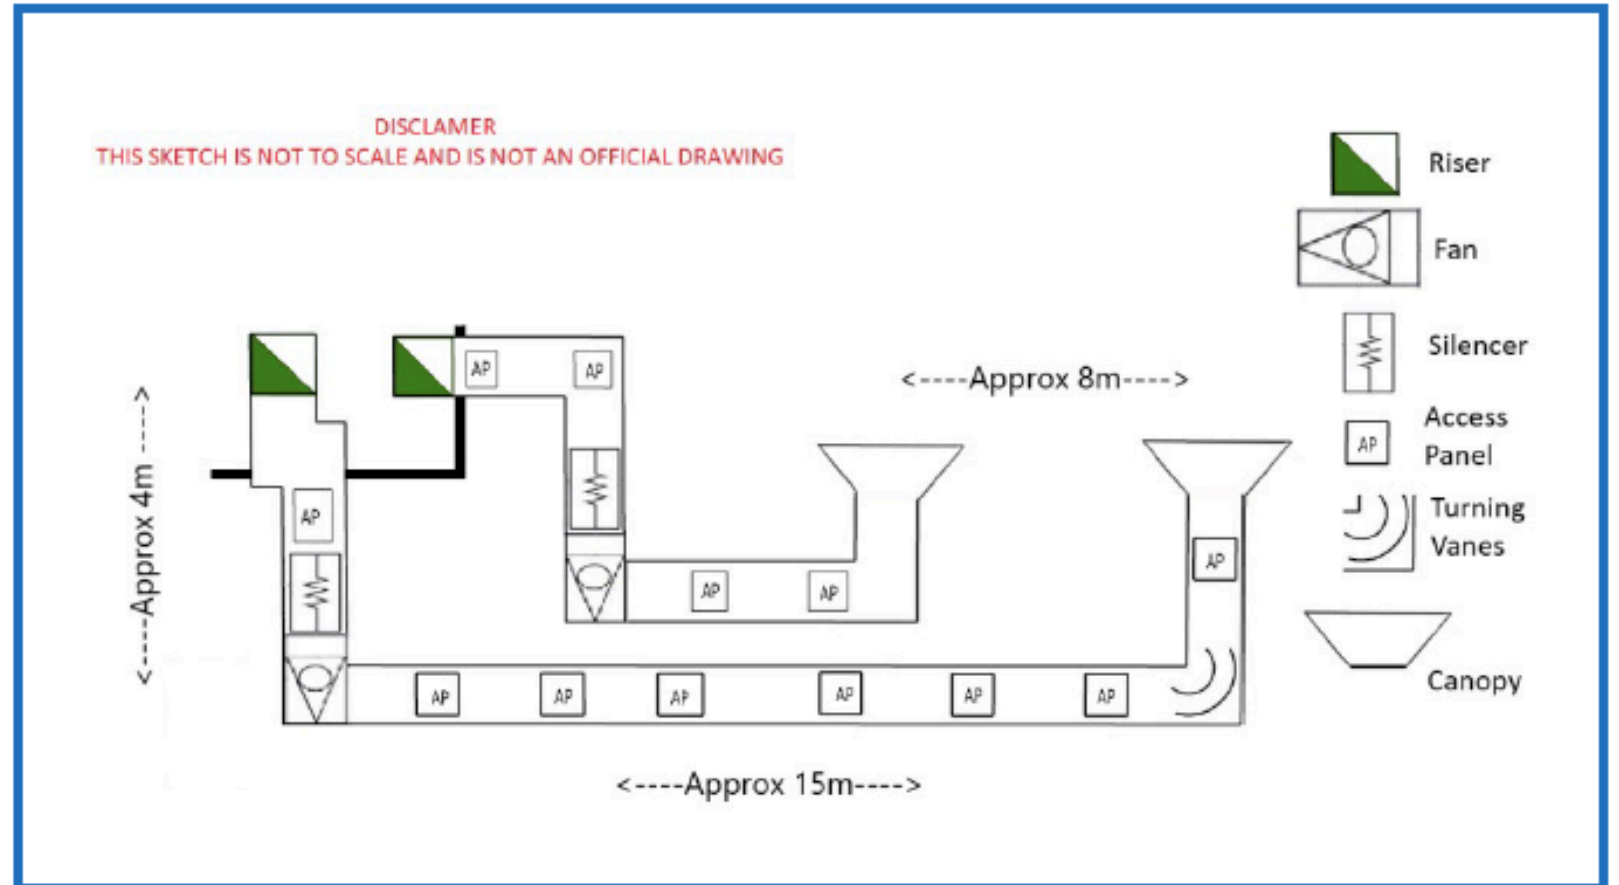 DISCLAMER
THIS SKETCH IS NOT TO SCALE AND IS NOT AN OFFICIAL DRAWING
Riser
Fan
Silencer
Access
Panel
AP
Turning
Vanes
Canopy
AP
AP
<----Approx 8m---->
<----Approx 4m ---->
AP
AP
AP
AP
AP
AP
AP
AP
AP
AP
<----Approx 15m---->